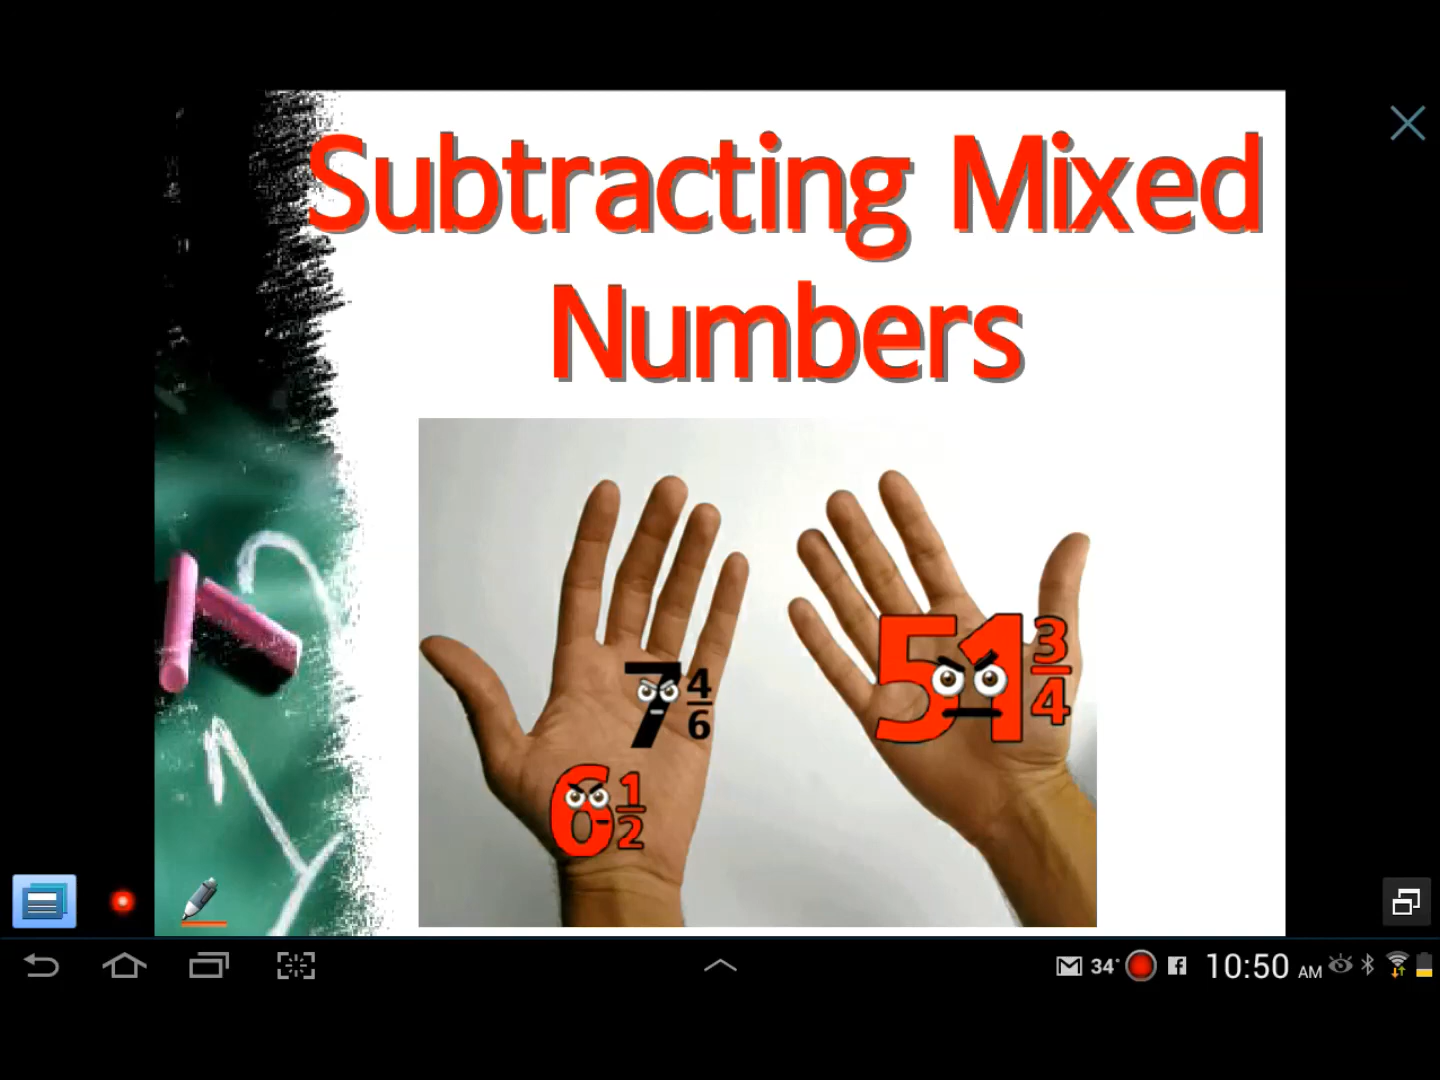 Subtracting Mixed
Numbers
7 4/6
6 1/2
51 3/4
34°
10:50 AM